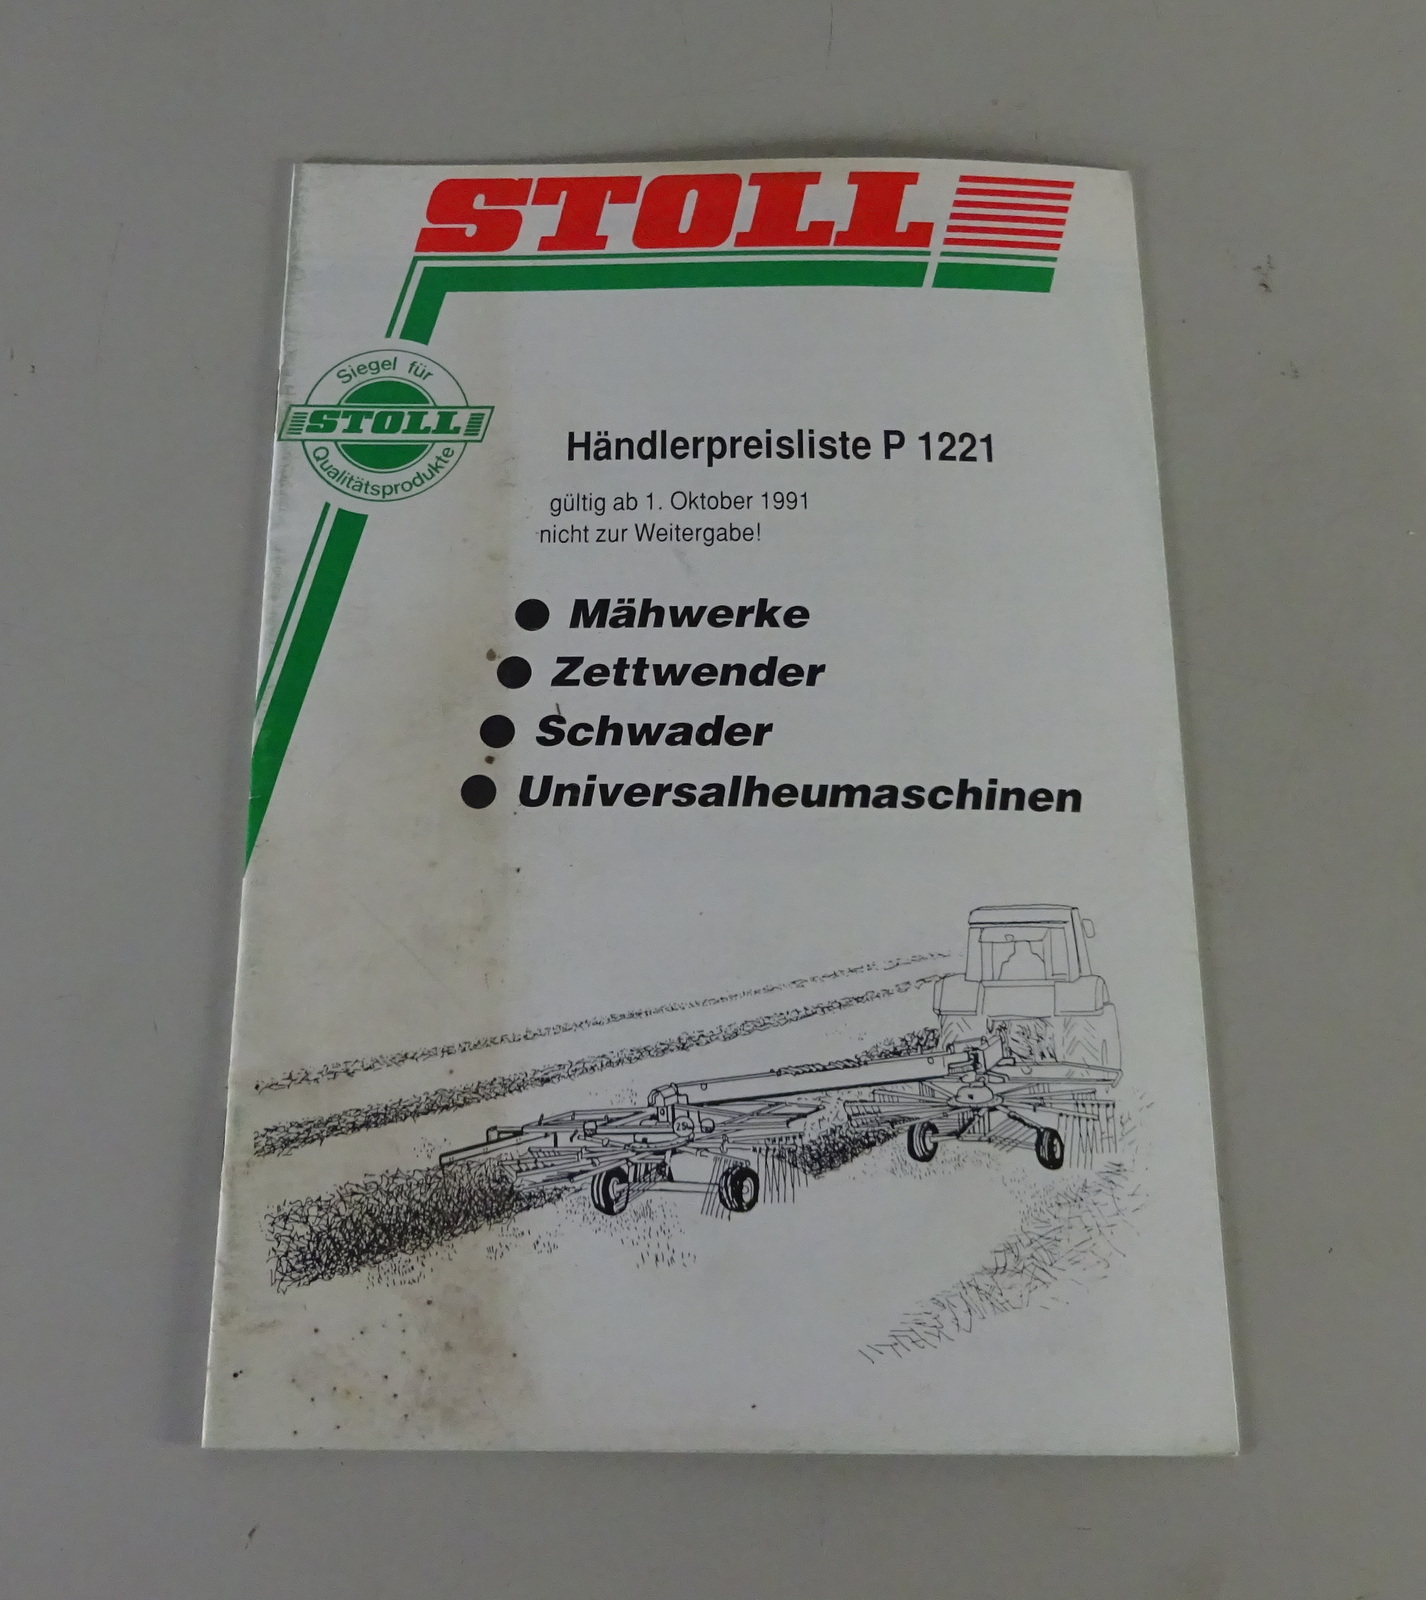 STOLL
Siegel für
STOLL
Qualitätsprodukte
Händlerpreisliste P 1221
gültig ab 1. Oktober 1991
nicht zur Weitergabe!
● Mähwerke
● Zettwender
● Schwader
● Universalheumaschinen